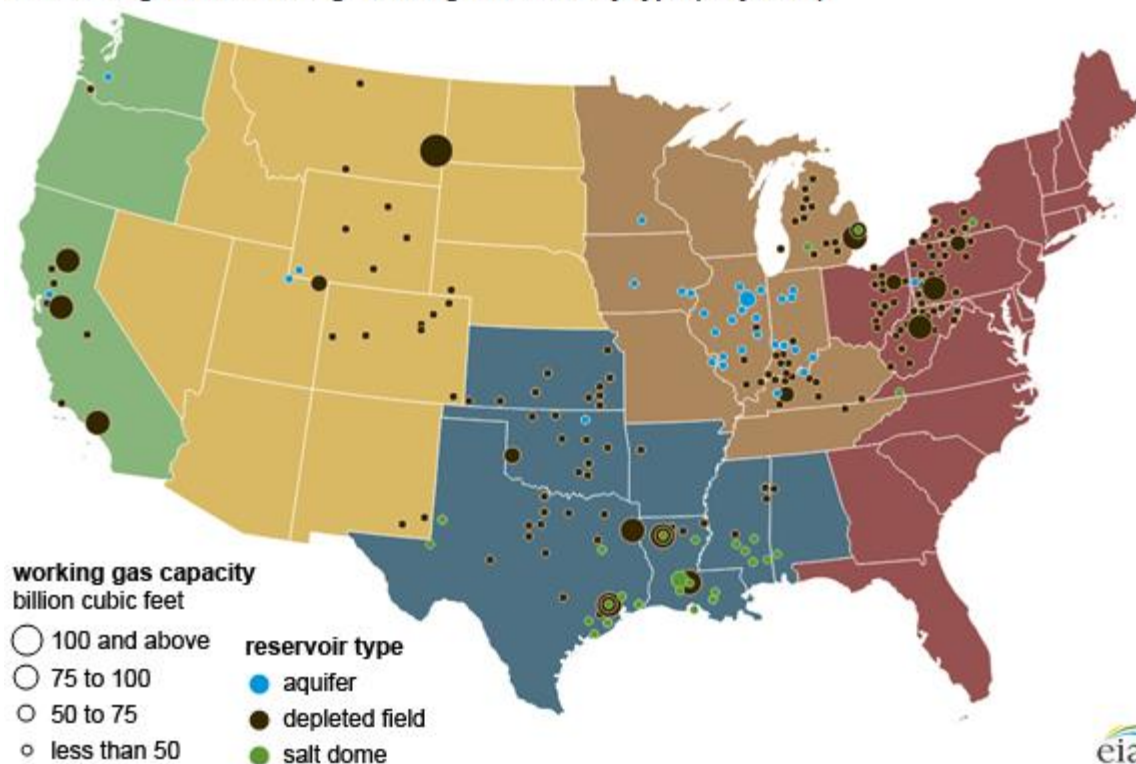 working gas capacity
billion cubic feet
100 and above
75 to 100
50 to 75
less than 50
reservoir type
aquifer
depleted field
salt dome
eia